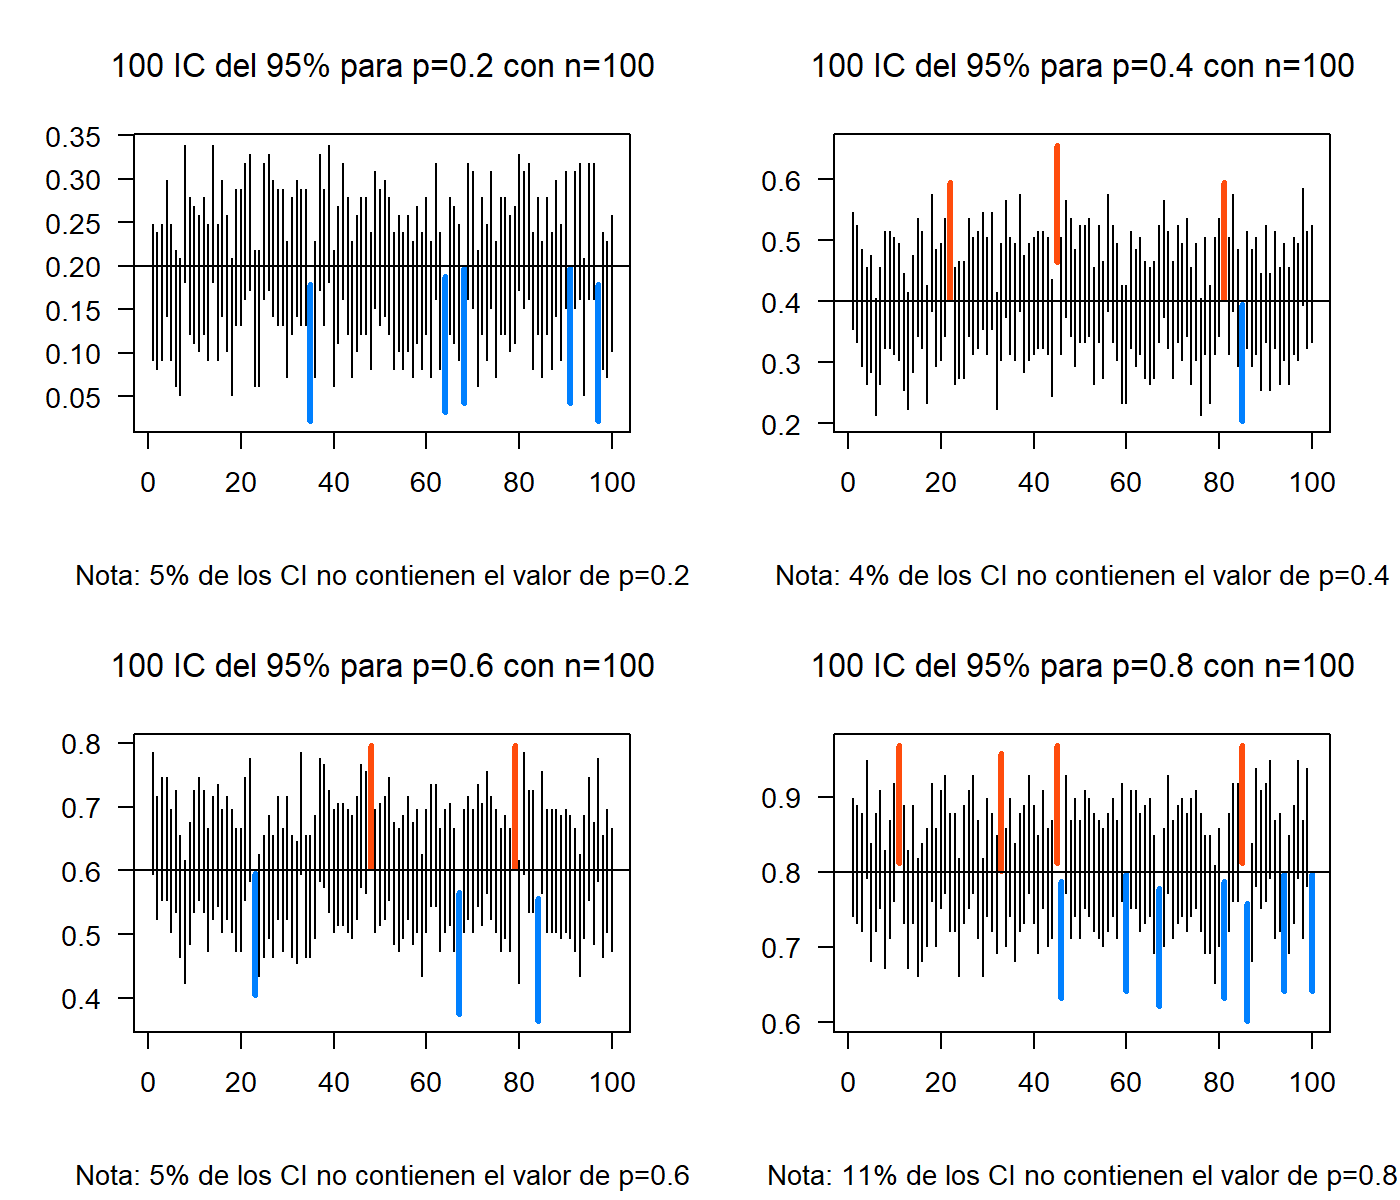 100 IC del 95% para p=0.2 con n=100
0.35
0.30
0.25
0.20
0.15
0.10
0.05
0 20 40 60 80 100
Nota: 5% de los CI no contienen el valor de p=0.2
100 IC del 95% para p=0.4 con n=100
0.6
0.5
0.4
0.3
0.2
0 20 40 60 80 100
Nota: 4% de los CI no contienen el valor de p=0.4
100 IC del 95% para p=0.6 con n=100
0.8
0.7
0.6
0.5
0.4
0 20 40 60 80 100
Nota: 5% de los CI no contienen el valor de p=0.6
100 IC del 95% para p=0.8 con n=100
0.9
0.8
0.7
0.6
0 20 40 60 80 100
Nota: 11% de los CI no contienen el valor de p=0.8